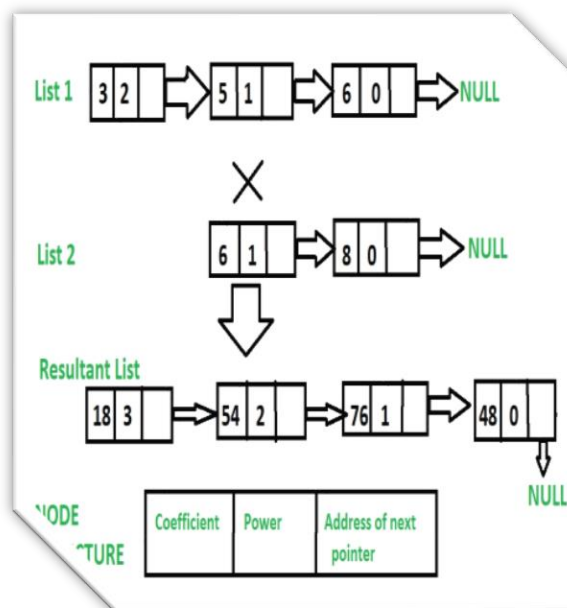 List 1 3 2 5 1 6 0 NULL
X
List 2 6 1 8 0 NULL
Resultant List
18 3 54 2 76 1 48 0
NULL
Coefficient Power Address of next
pointer